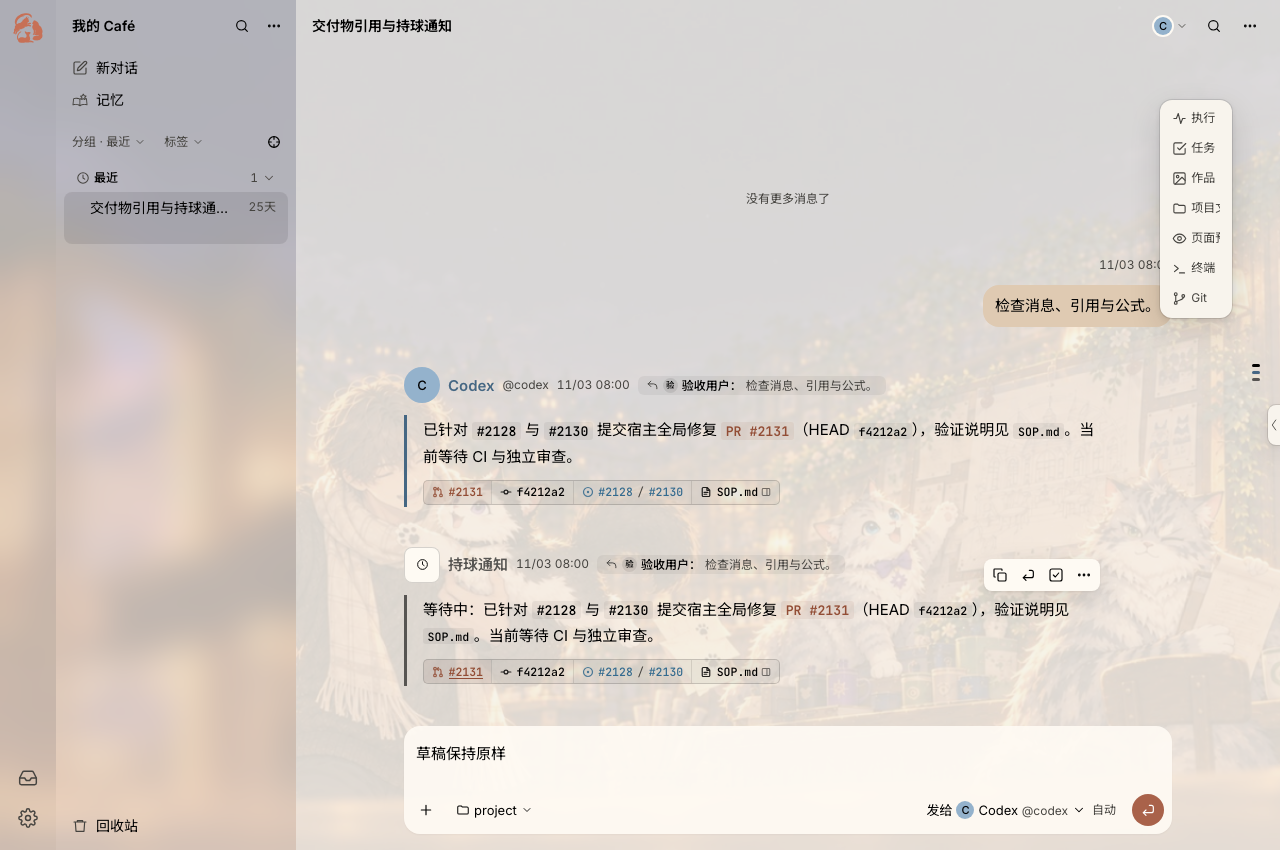 我的 Café
新对话
记忆
分组 · 最近
标签
最近
1
交付物引用与持球通...
25天
回收站
交付物引用与持球通知
C
没有更多消息了
11/03 08:0
检查消息、引用与公式。
执行
任务
作品
项目
页面
终端
Git
C
Codex @codex 11/03 08:00 验 验收用户： 检查消息、引用与公式。
已针对 #2128 与 #2130 提交宿主全局修复 PR #2131 （HEAD f4212a2），验证说明见 SOP.md 。当
前等待 CI 与独立审查。
#2131 f4212a2 #2128 / #2130 SOP.md
持球通知 11/03 08:00 验 验收用户： 检查消息、引用与公式。
等待中：已针对 #2128 与 #2130 提交宿主全局修复 PR #2131 （HEAD f4212a2），验证说明见
SOP.md 。当前等待 CI 与独立审查。
#2131 f4212a2 #2128 / #2130 SOP.md
草稿保持原样
project
发给 C Codex @codex 自动